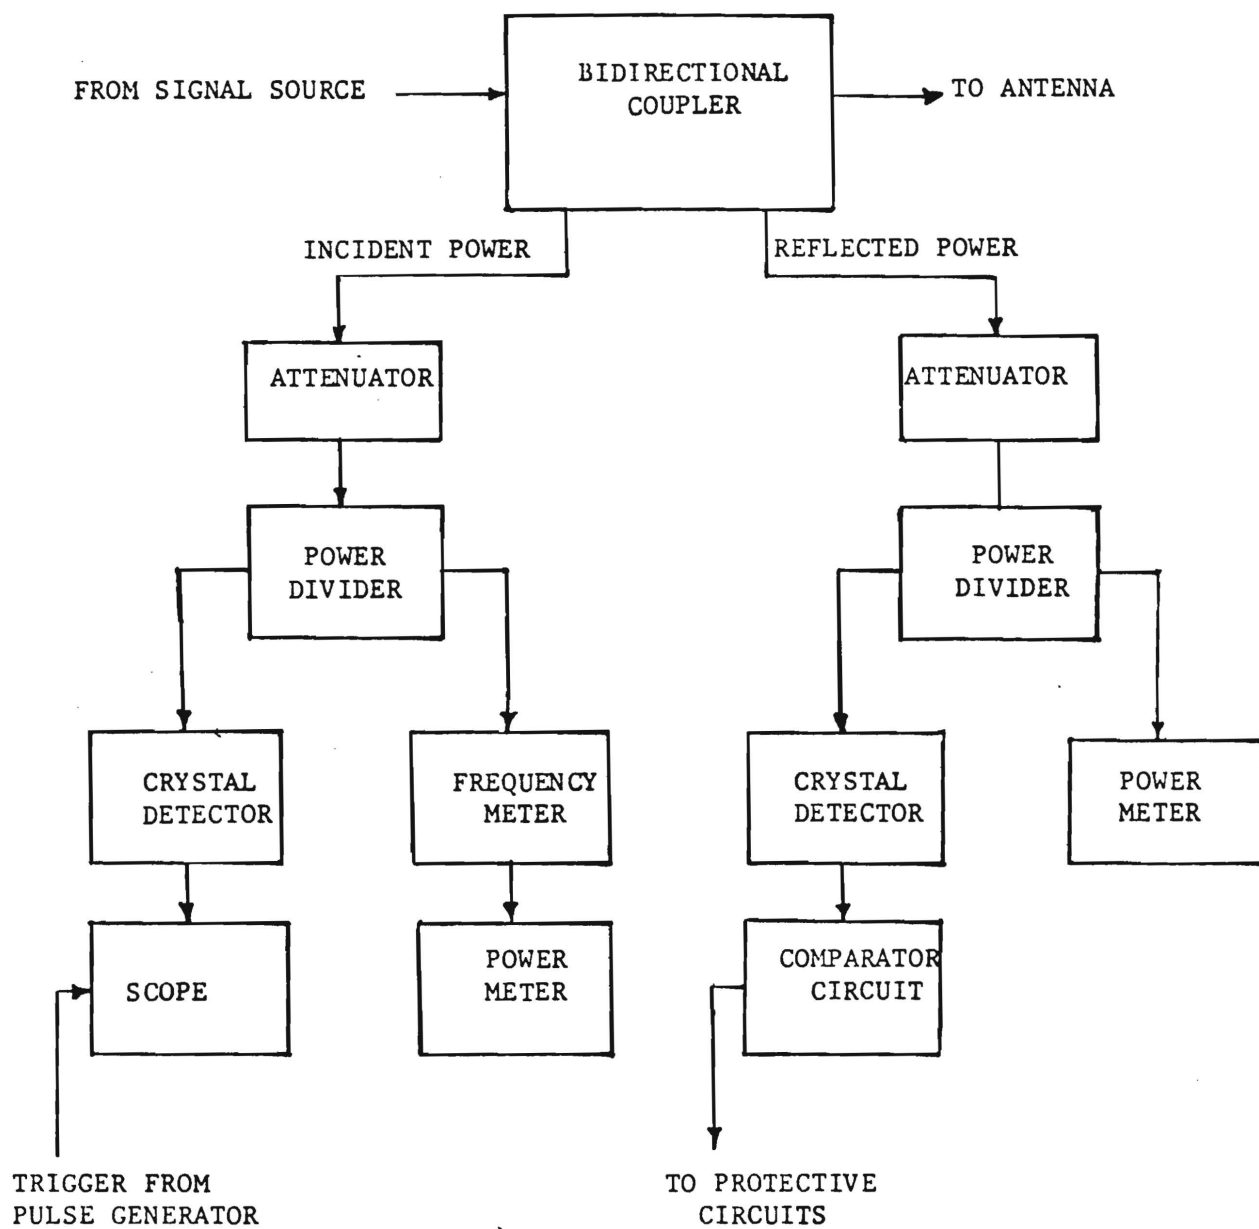 BIDIRECTIONAL
COUPLER
FROM SIGNAL SOURCE
TO ANTENNA
INCIDENT POWER
REFLECTED POWER
ATTENUATOR
ATTENUATOR
POWER
DIVIDER
POWER
DIVIDER
CRYSTAL
DETECTOR
FREQUENCY
METER
CRYSTAL
DETECTOR
POWER
METER
SCOPE
POWER
METER
COMPARATOR
CIRCUIT
TRIGGER FROM
PULSE GENERATOR
TO PROTECTIVE
CIRCUITS